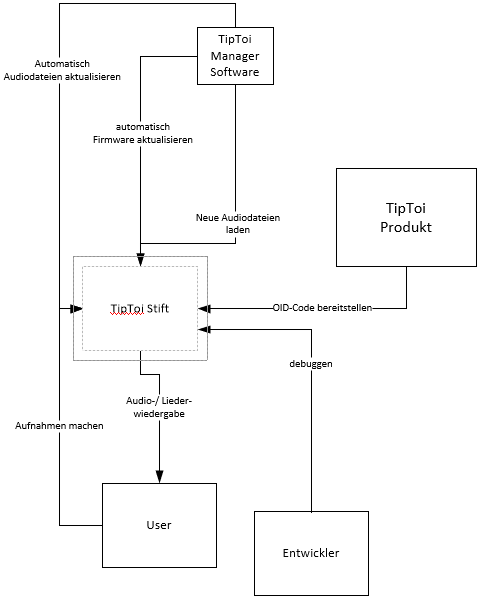 TipToi
Manager
Software
Automatisch
Audiodateien aktualisieren
automatisch
Firmware aktualisieren
Neue Audiodateien
laden
TipToi
Produkt
TipToi Stift
OID-Code bereitstellen
debuggen
Audio-/ Lieder-
wiedergabe
Aufnahmen machen
User
Entwickler